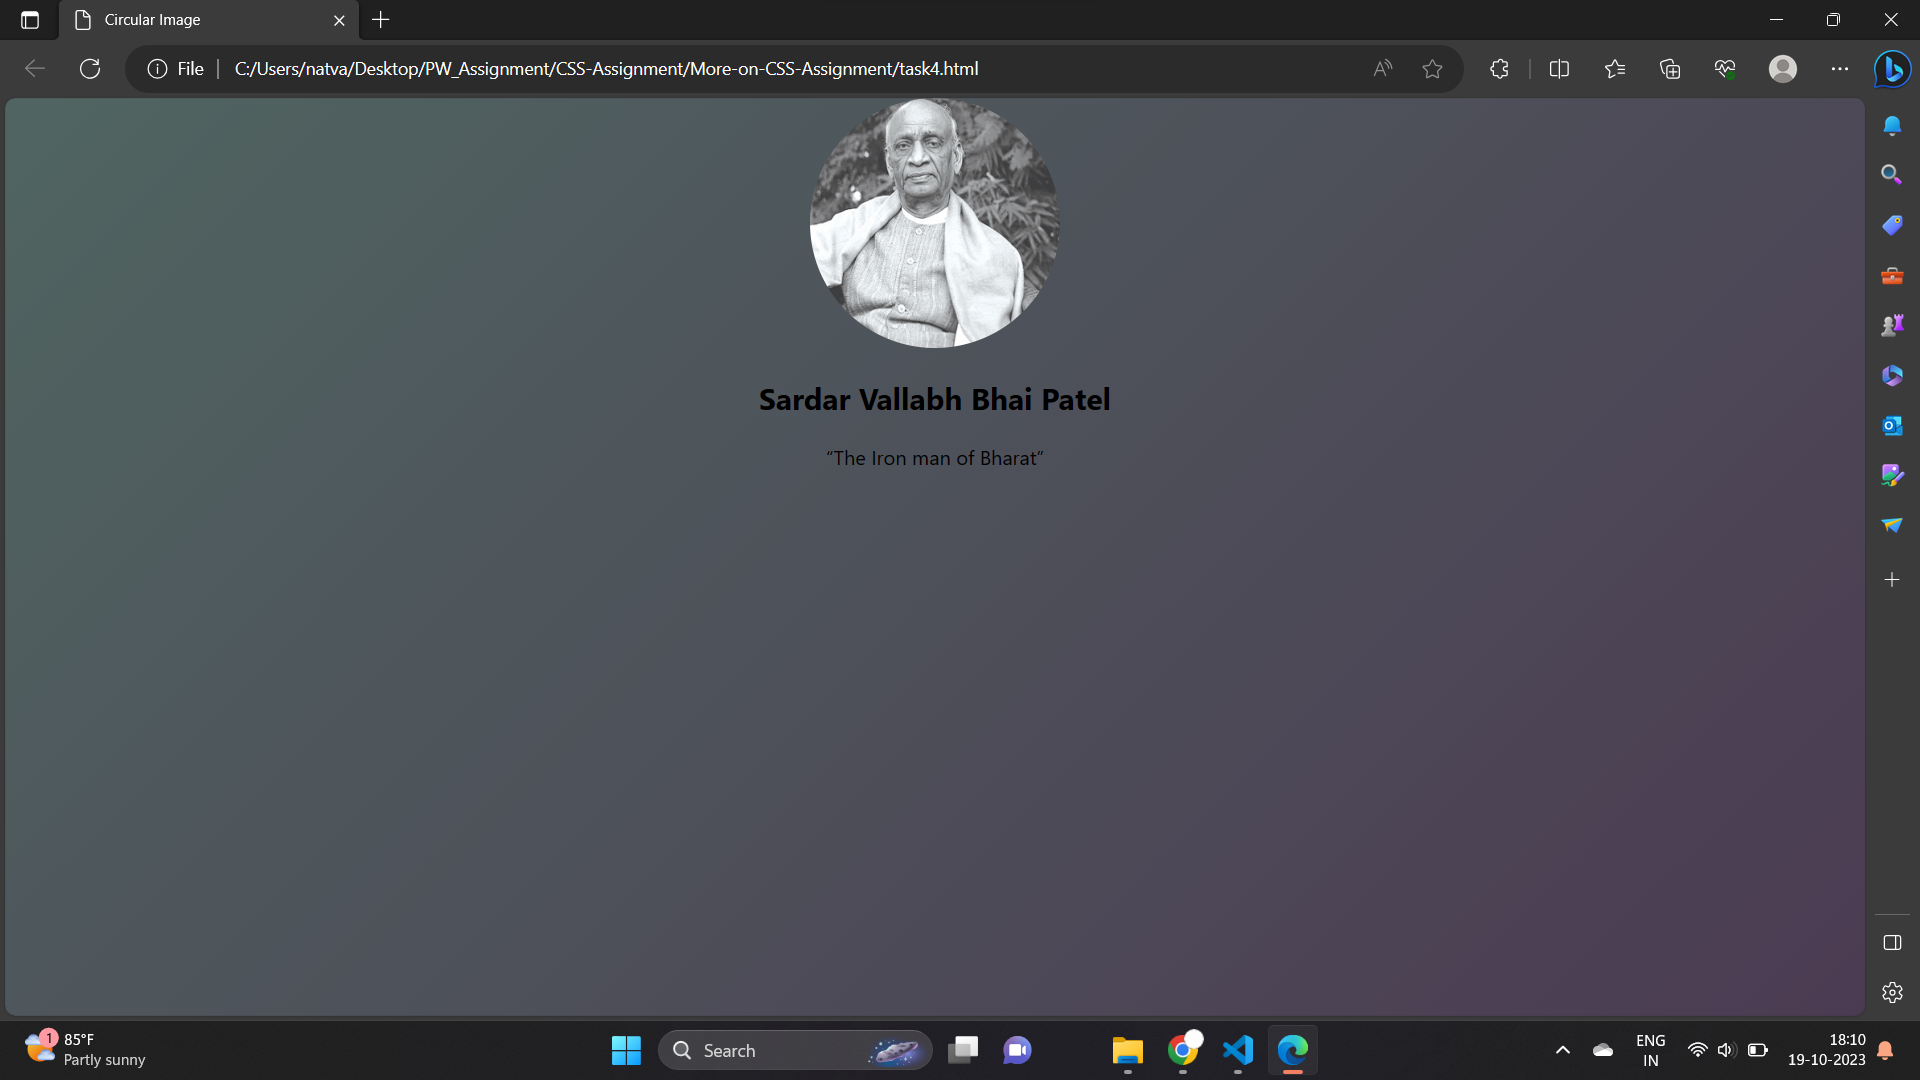 Circular Image
File
C:/Users/natva/Desktop/PW_Assignment/CSS-Assignment/More-on-CSS-Assignment/task4.html
Sardar Vallabh Bhai Patel
“The Iron man of Bharat”
1
85°F
Partly sunny
Search
ENG
IN
18:10
19-10-2023